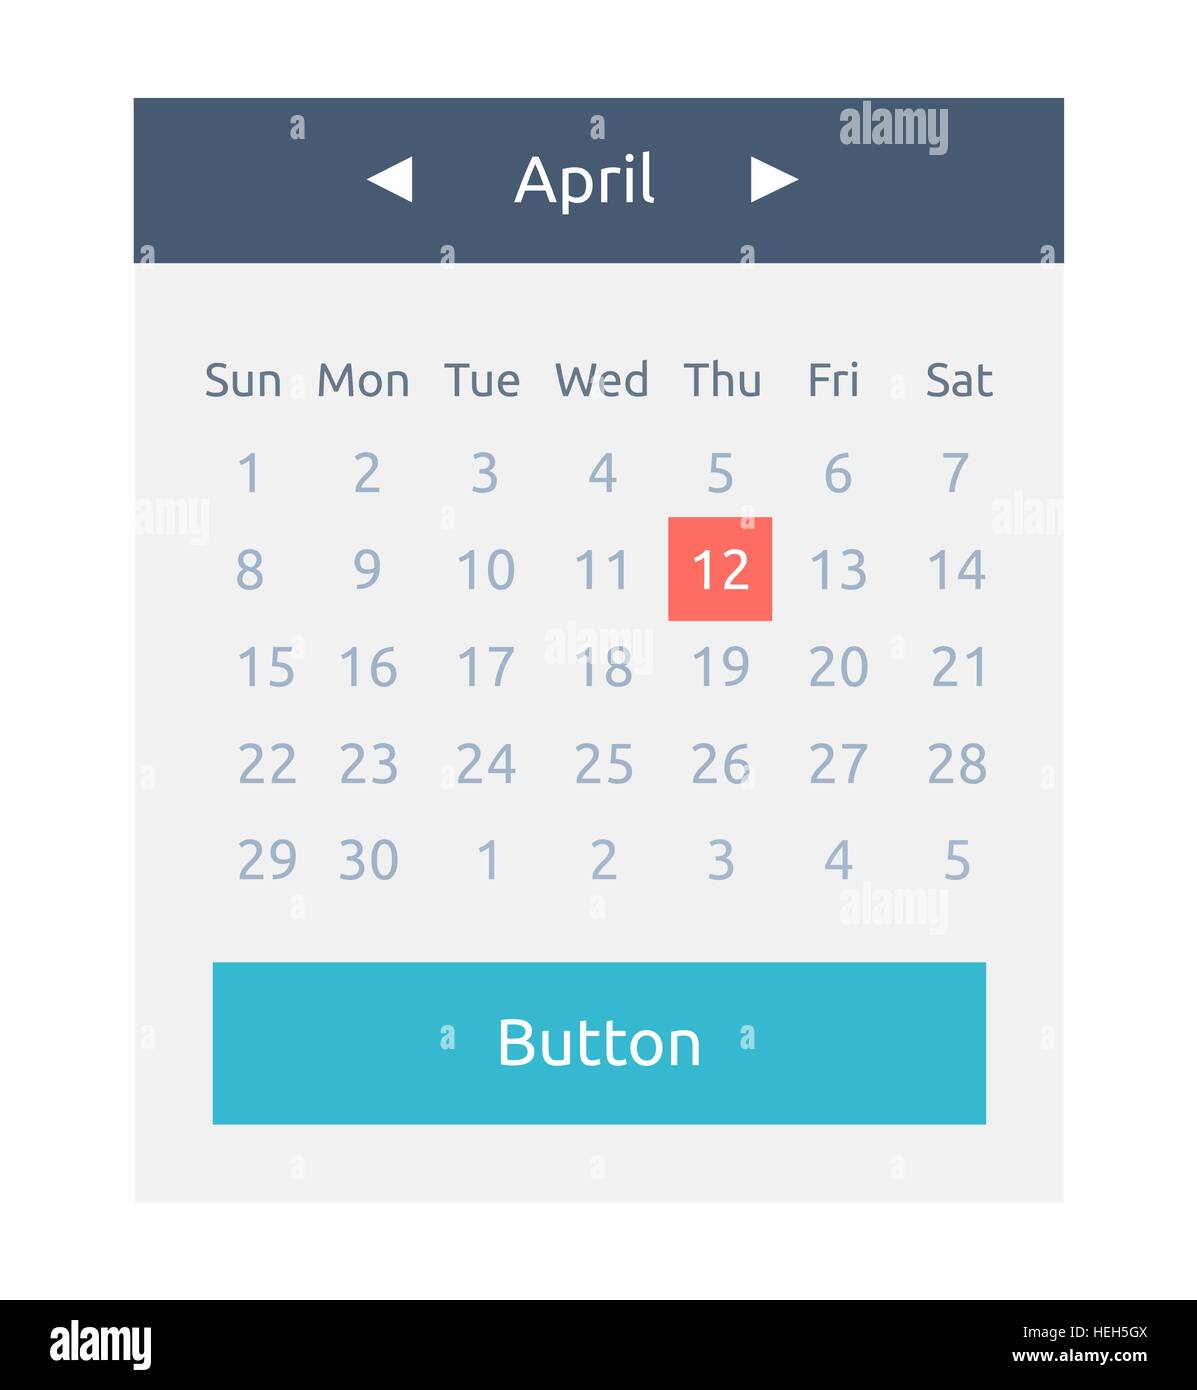 April
Sun Mon Tue Wed Thu Fri Sat
1 2 3 4 5 6 7
8 9 10 11 12 13 14
15 16 17 18 19 20 21
22 23 24 25 26 27 28
29 30 1 2 3 4 5
Button
alamy
Image ID: HEH5GX
www.alamy.com